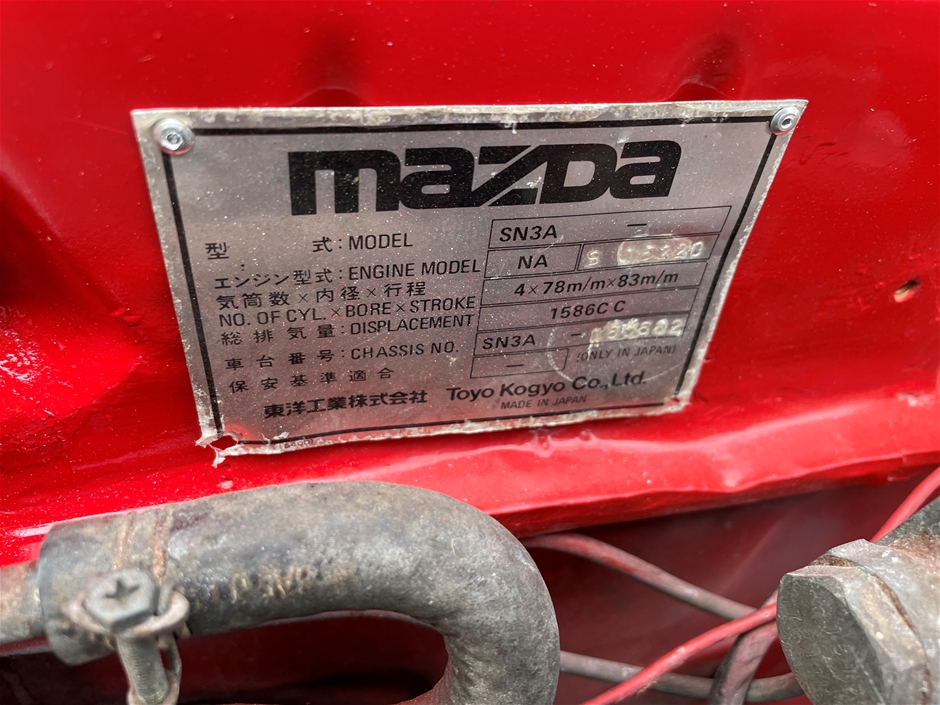 mazda
型 式: MODEL SN3A –
エンジン型式: ENGINE MODEL NA
気筒数×内径×行程
NO. OF CYL.×BORE×STROKE 4×78m/m×83m/m
総排気量: DISPLACEMENT 1586CC
車台番号: CHASSIS NO. SN3A –
保安基準適合 – (ONLY IN JAPAN)
東洋工業株式会社 Toyo Kogyo Co., Ltd.
MADE IN JAPAN